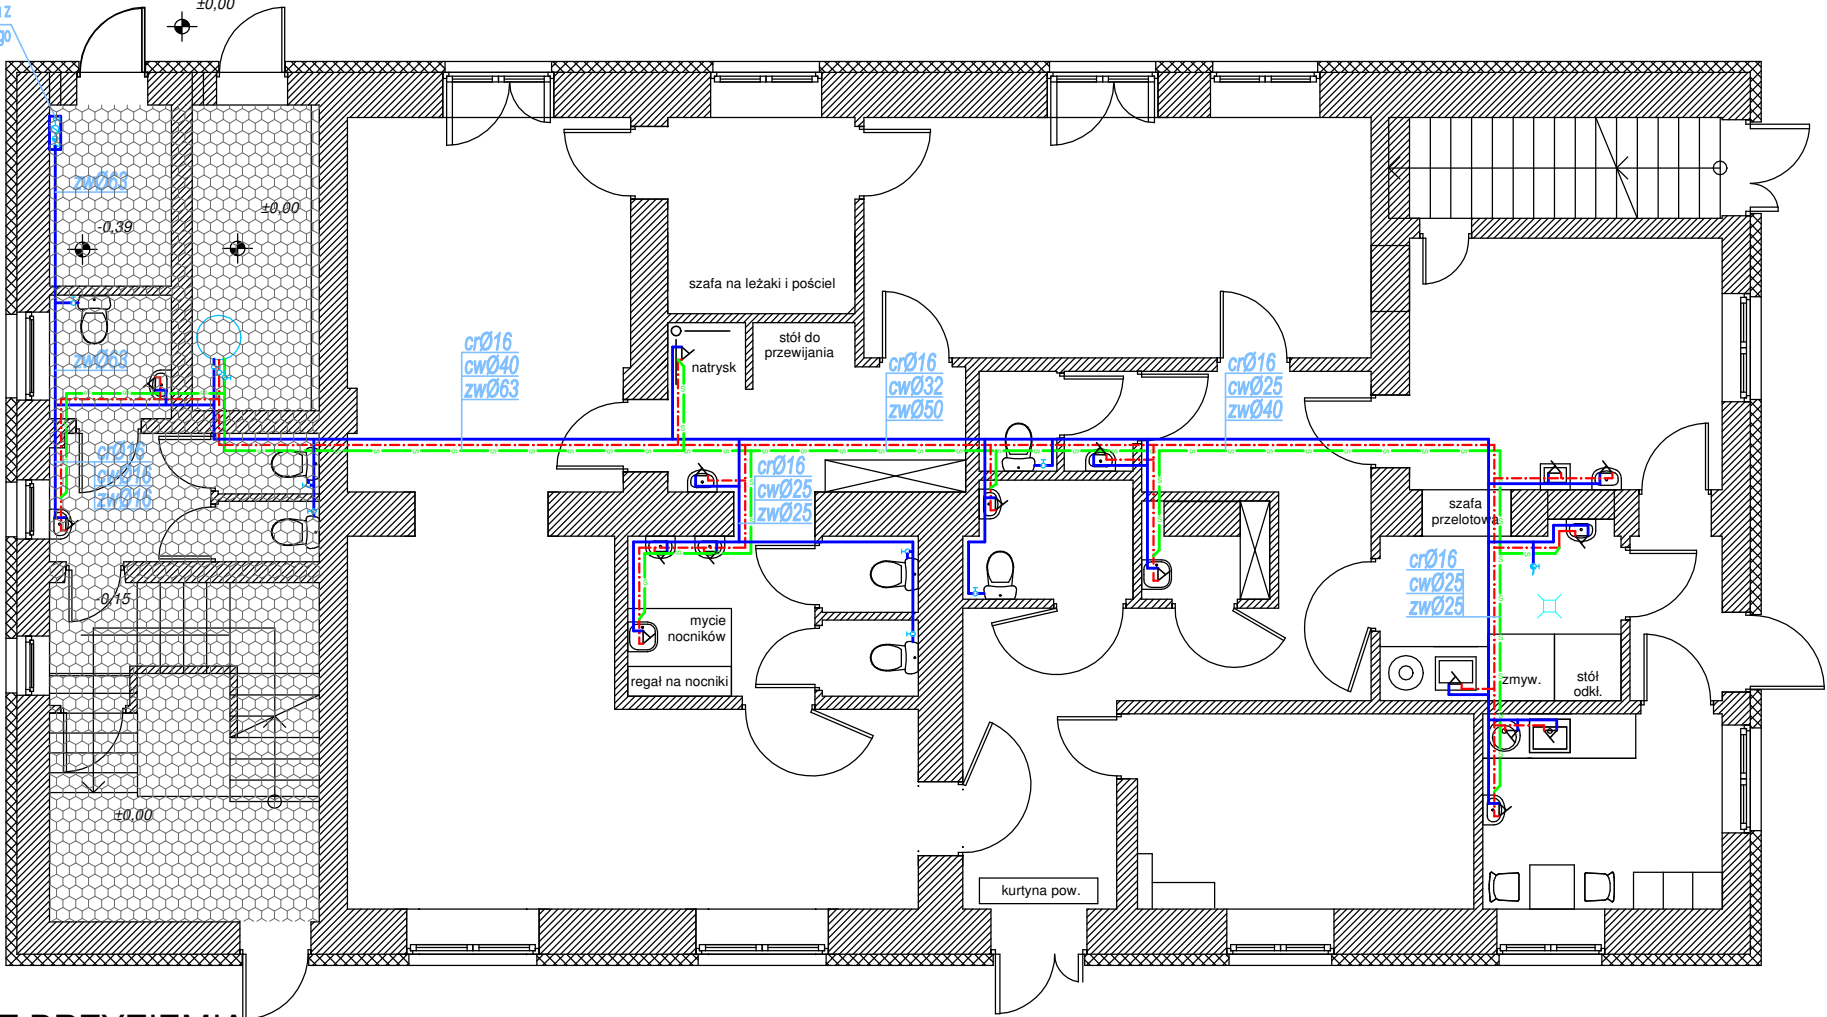 ±0,00
zwØ63
-0,39
±0,00
szafa na leżaki i pościel
stół do
przewijania
natrysk
crØ16
cwØ40
zwØ63
crØ16
cwØ32
zwØ50
crØ16
cwØ25
zwØ40
zwØ63
crØ16
cwØ16
zwØ16
crØ16
cwØ25
zwØ25
szafa
przelotowa
crØ16
cwØ25
zwØ25
-0,15
mycie
nocników
regał na nocniki
zmyw.
stół
odkł.
±0,00
kurtyna pow.